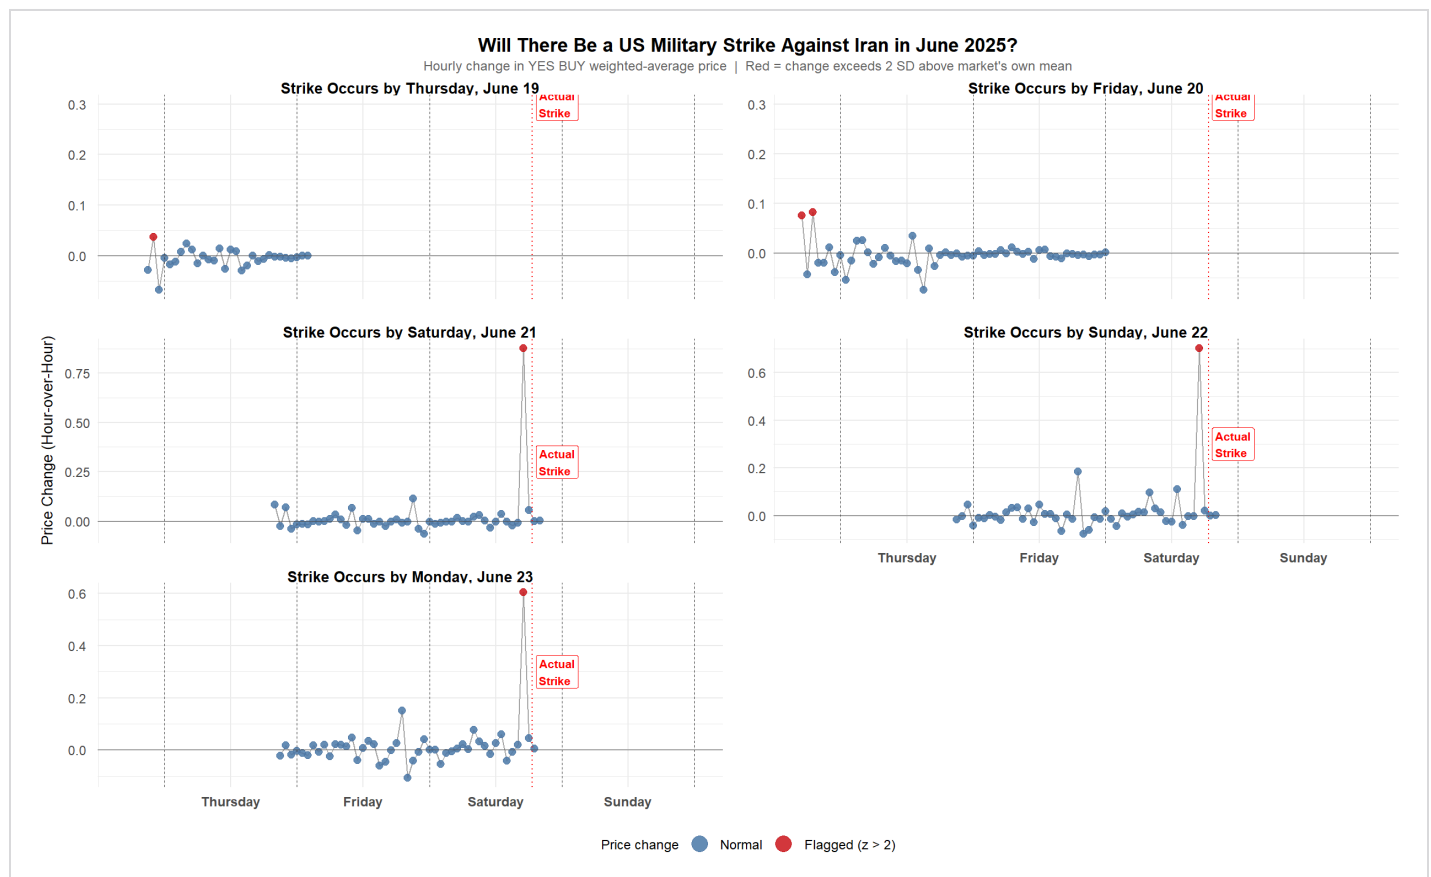 Will There Be a US Military Strike Against Iran in June 2025?
Hourly change in YES BUY weighted-average price | Red = change exceeds 2 SD above market's own mean
Strike Occurs by Thursday, June 19
0.3
0.2
0.1
0.0
Actual
Strike
Strike Occurs by Friday, June 20
0.3
0.2
0.1
0.0
Actual
Strike
Price Change (Hour-over-Hour)
Strike Occurs by Saturday, June 21
0.75
0.50
0.25
0.00
Actual
Strike
Strike Occurs by Sunday, June 22
0.6
0.4
0.2
0.0
Actual
Strike
Thursday Friday Saturday Sunday
Strike Occurs by Monday, June 23
0.6
0.4
0.2
0.0
Actual
Strike
Thursday Friday Saturday Sunday
Price change Normal Flagged (z > 2)